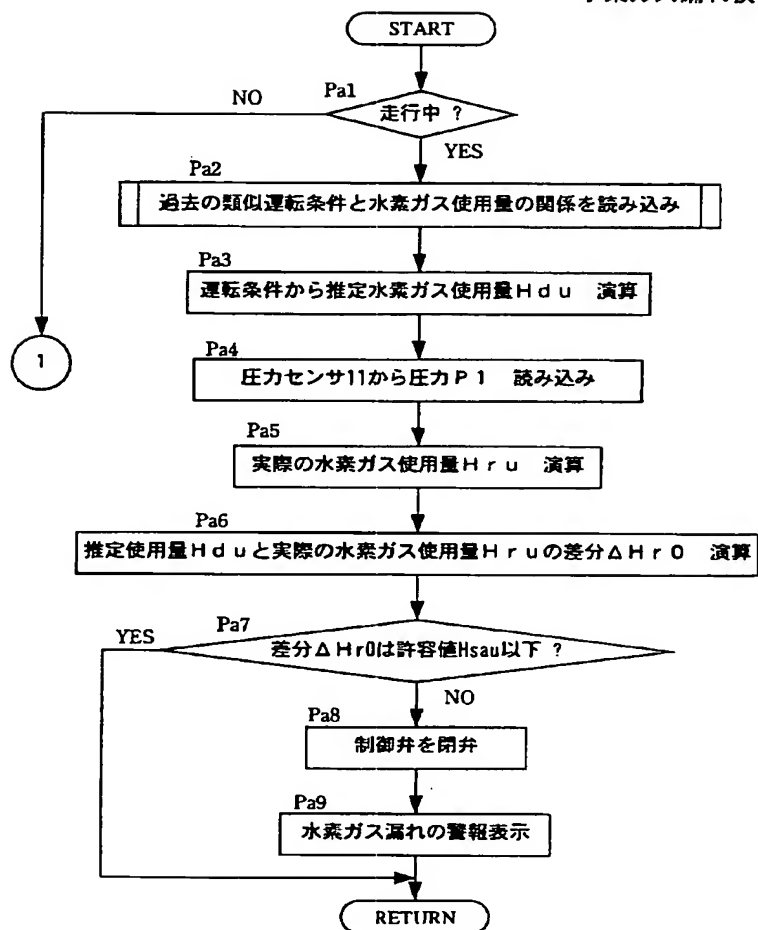 START
Pa1
NO
走行中 ?
YES
Pa2
過去の類似運転条件と水素ガス使用量の関係を読み込み
Pa3
運転条件から推定水素ガス使用量Hdu 演算
1
Pa4
圧力センサ11から圧力P1 読み込み
Pa5
実際の水素ガス使用量Hru 演算
Pa6
推定使用量Hduと実際の水素ガス使用量Hruの差分ΔHr0 演算
Pa7
YES
差分ΔHr0は許容値Hsau以下 ?
NO
Pa8
制御弁を閉弁
Pa9
水素ガス漏れの警報表示
RETURN